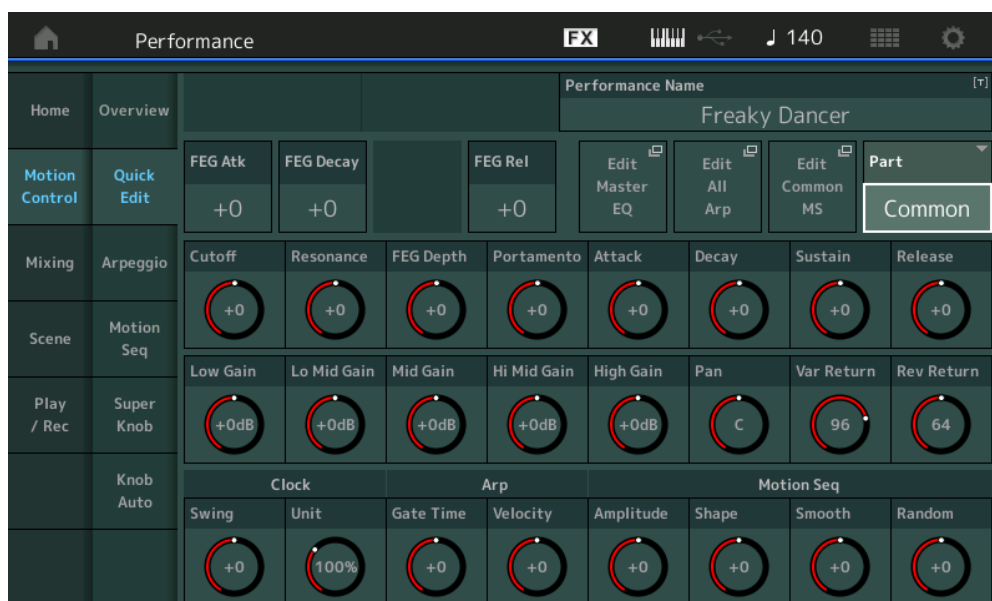 Performance
FX
140
Performance Name
[T]
Freaky Dancer
Home
Overview
Motion
Control
Quick
Edit
Mixing
Arpeggio
Scene
Motion
Seq
Play
/ Rec
Super
Knob
Knob
Auto
FEG Atk
+0
FEG Decay
+0
FEG Rel
+0
Edit
Master
EQ
Edit
All
Arp
Edit
Common
MS
Part
Common
Cutoff
Resonance
FEG Depth
Portamento
Attack
Decay
Sustain
Release
+0
+0
+0
+0
+0
+0
+0
+0
Low Gain
Lo Mid Gain
Mid Gain
Hi Mid Gain
High Gain
Pan
Var Return
Rev Return
+0dB
+0dB
+0dB
+0dB
+0dB
C
96
64
Clock
Arp
Motion Seq
Swing
Unit
Gate Time
Velocity
Amplitude
Shape
Smooth
Random
+0
100%
+0
+0
+0
+0
+0
+0